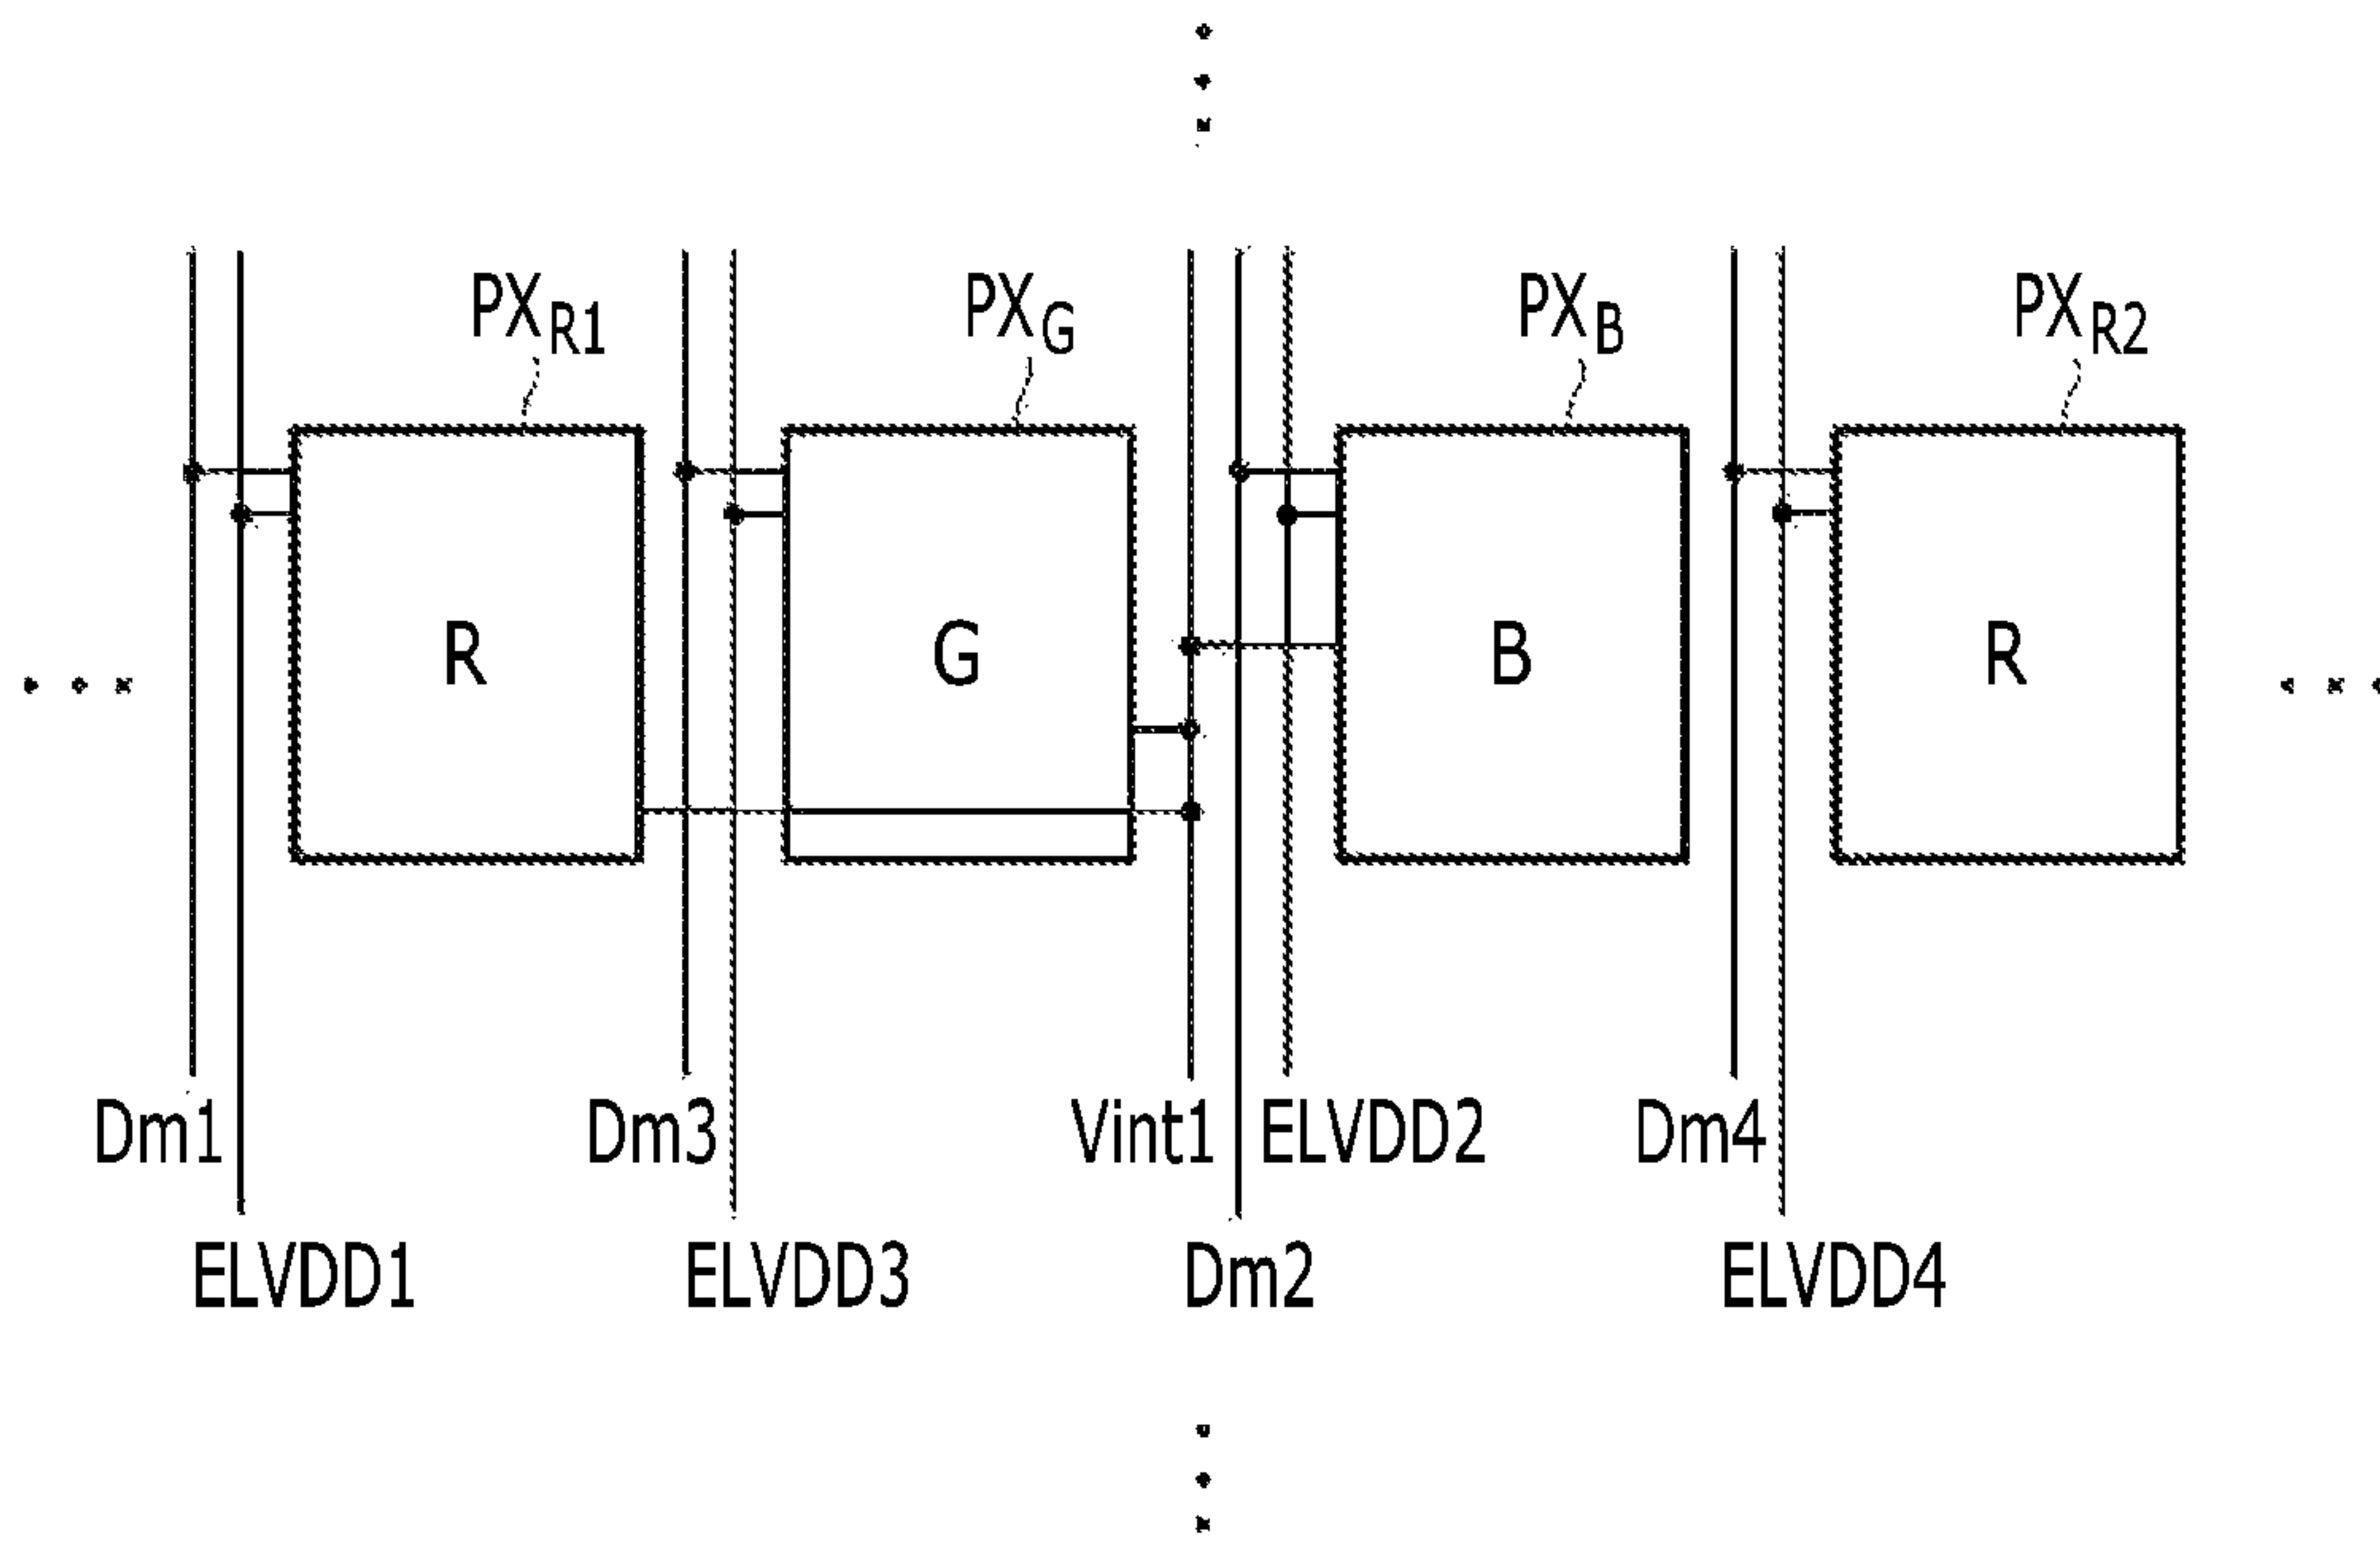 PXR1 PXG PXB PXR2
R G B R
Dm1 Dm3 Vint1 ELVDD2 Dm4
ELVDD1 ELVDD3 Dm2 ELVDD4